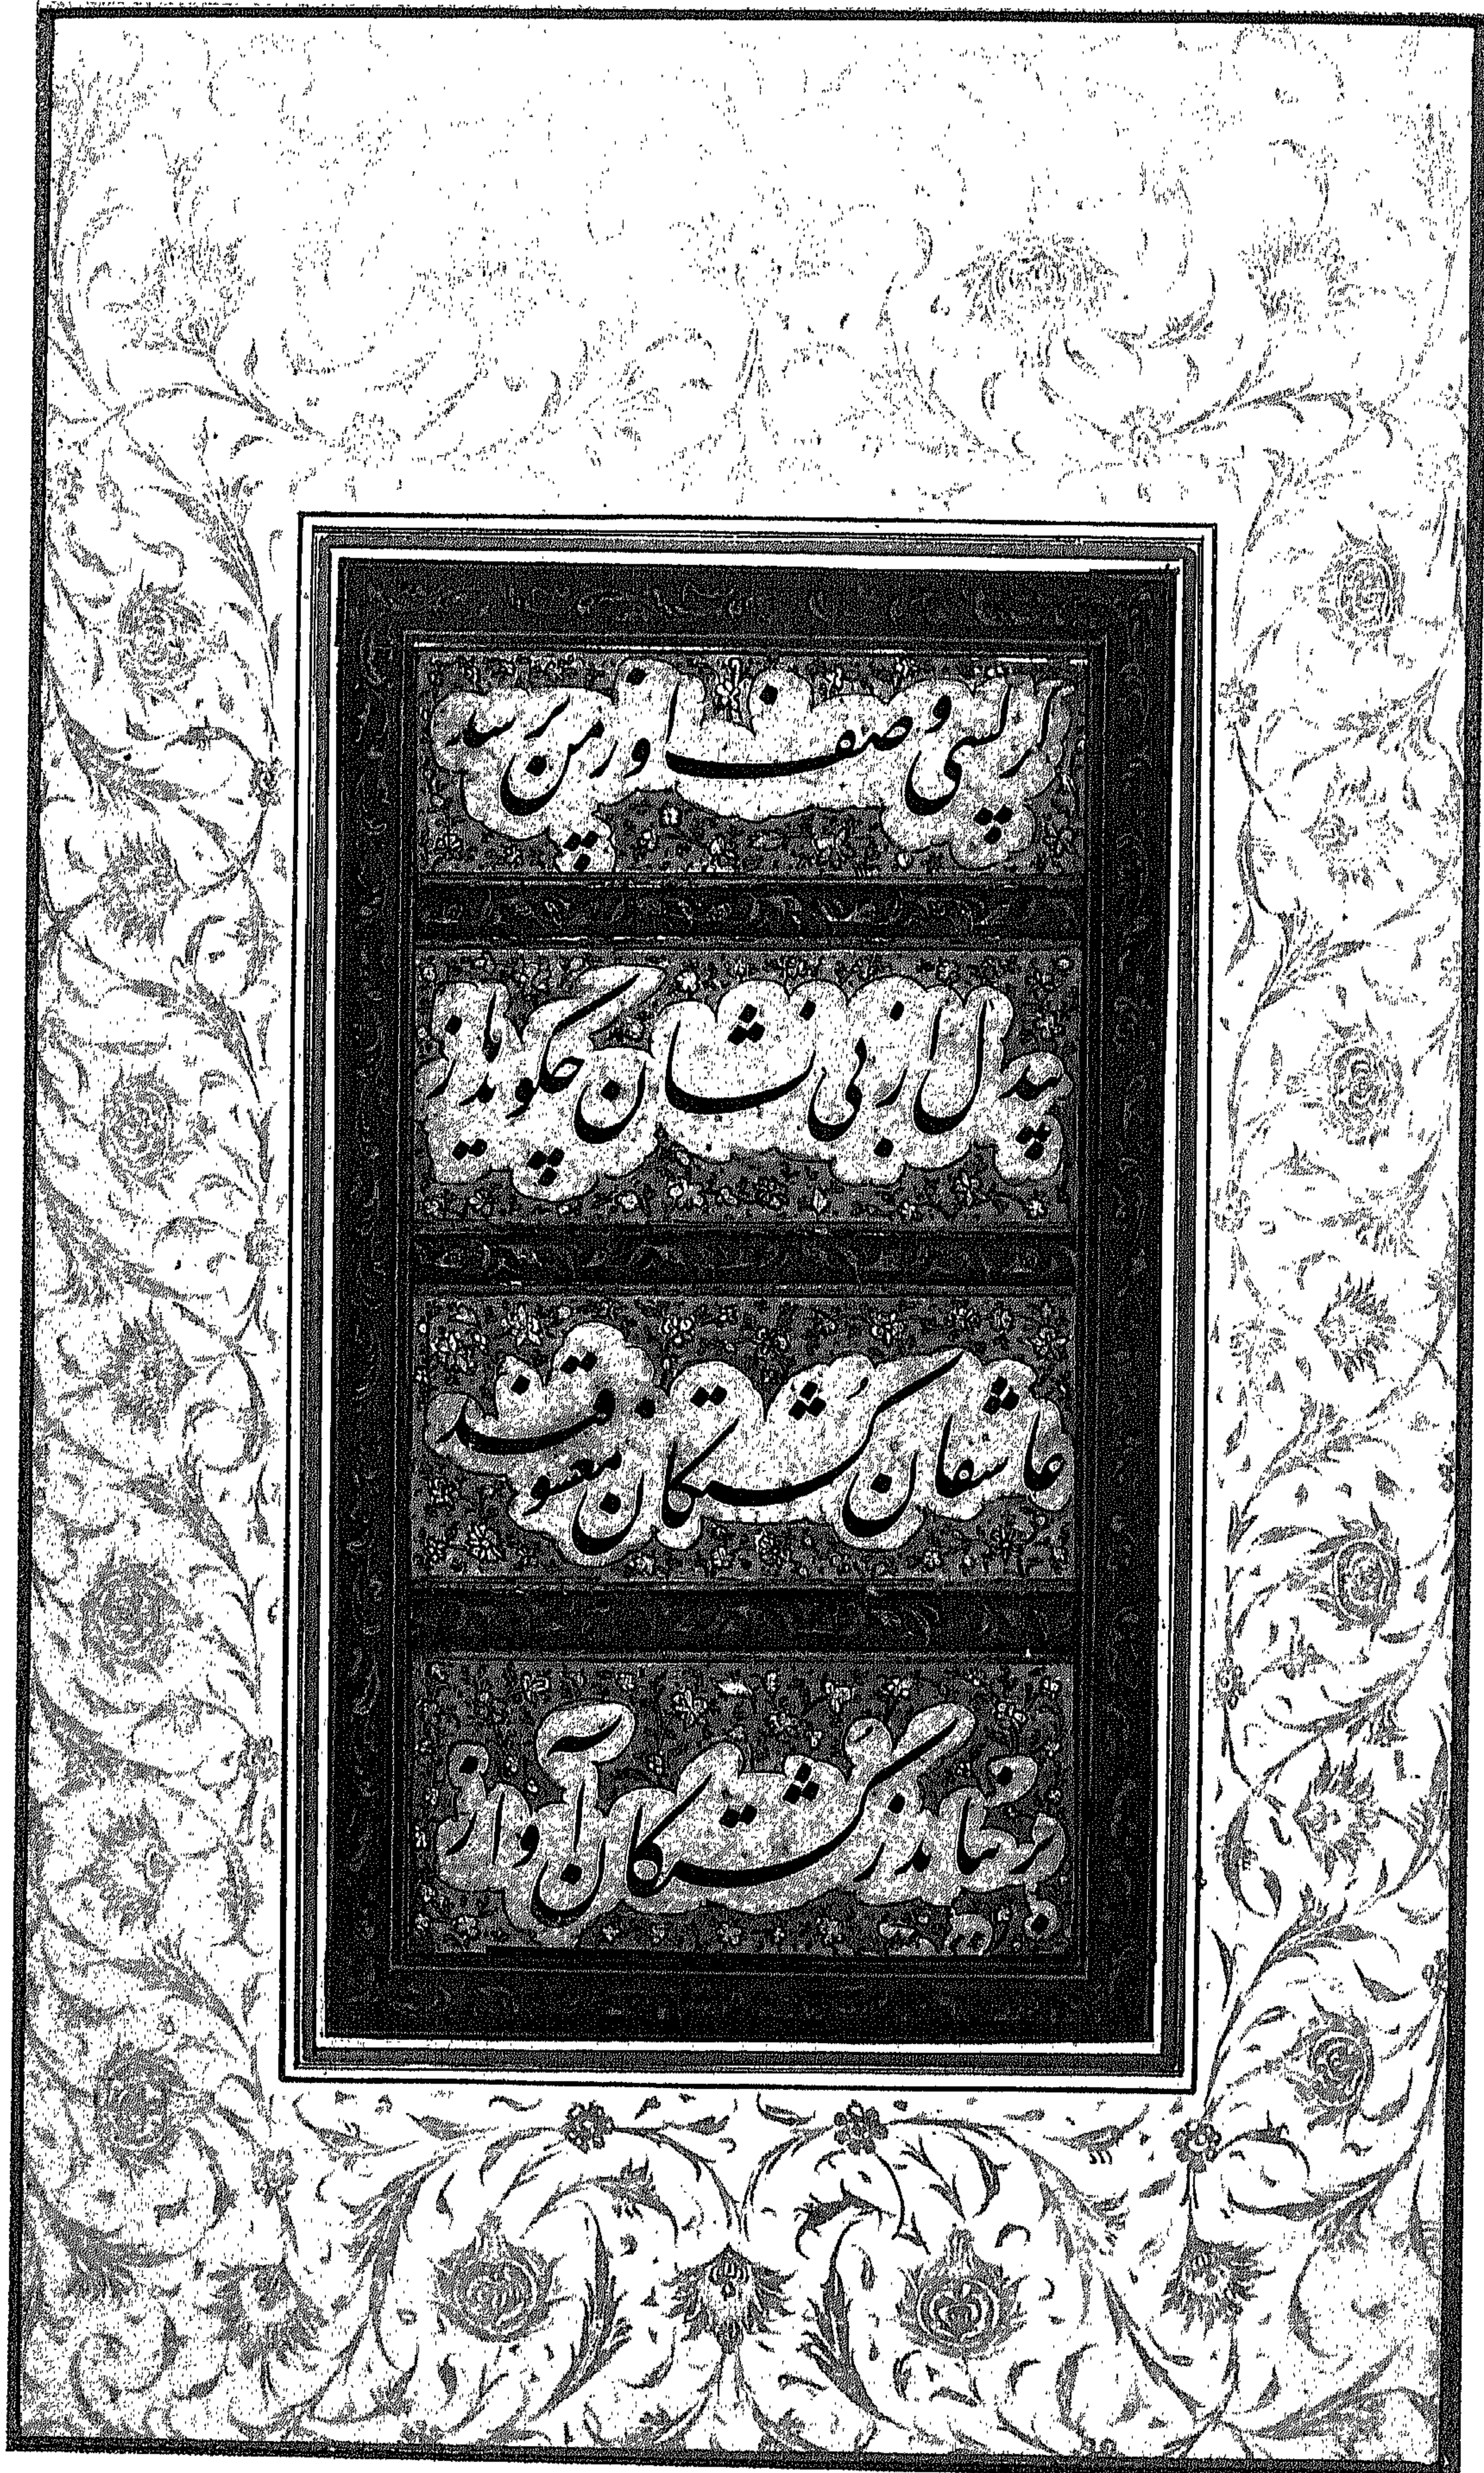 گر کسی وصف او ز من پرسد
بیدل از بی نشان چگوید باز
عاشقان کشتگان معشوقند
بر نیاید ز کشتگان آواز